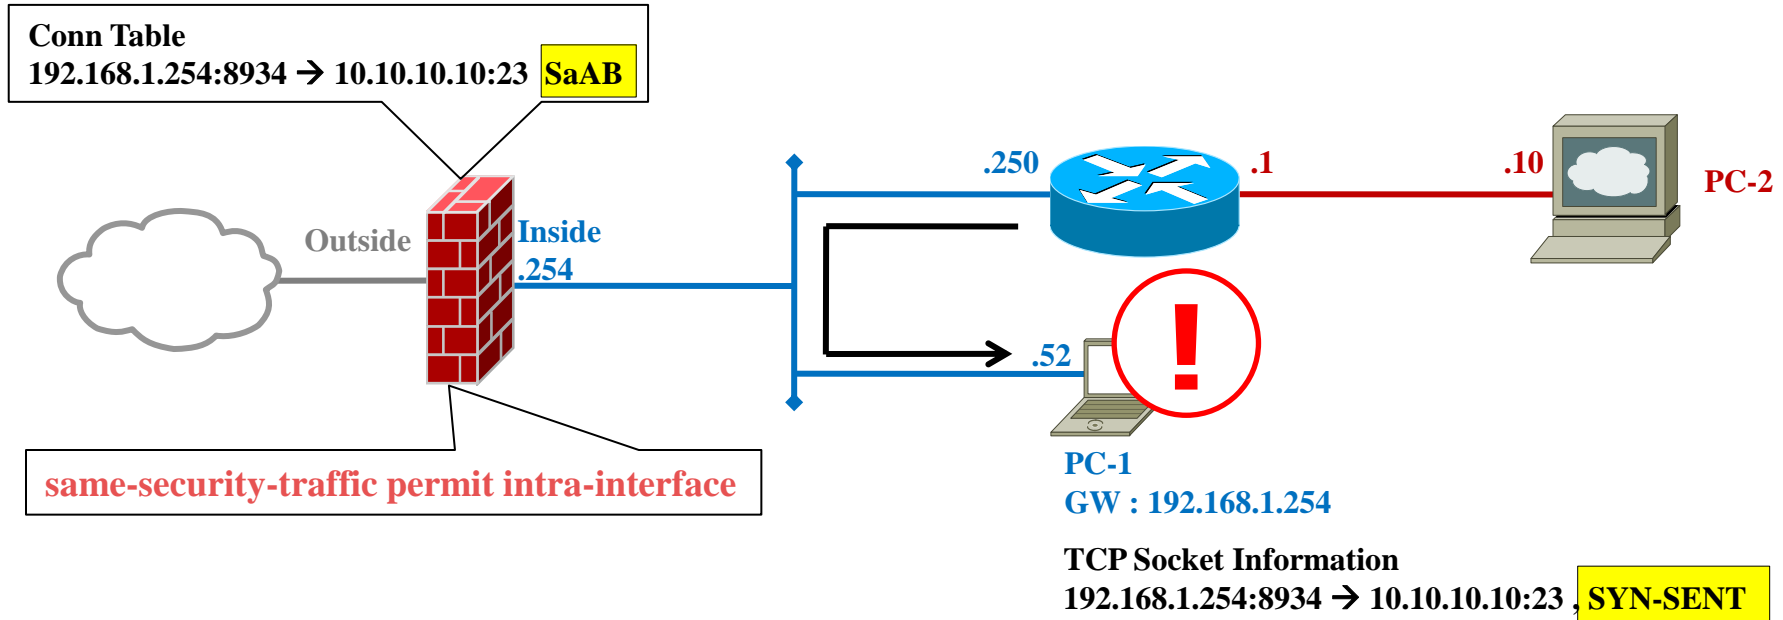 Conn Table
192.168.1.254:8934 → 10.10.10.10:23 SaAB
.250
.1
.10
PC-2
Outside
Inside
.254
.52
!
same-security-traffic permit intra-interface
PC-1
GW : 192.168.1.254
TCP Socket Information
192.168.1.254:8934 → 10.10.10.10:23 , SYN-SENT